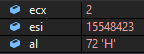 ecx 2
esi 15548423
al 72 'H'